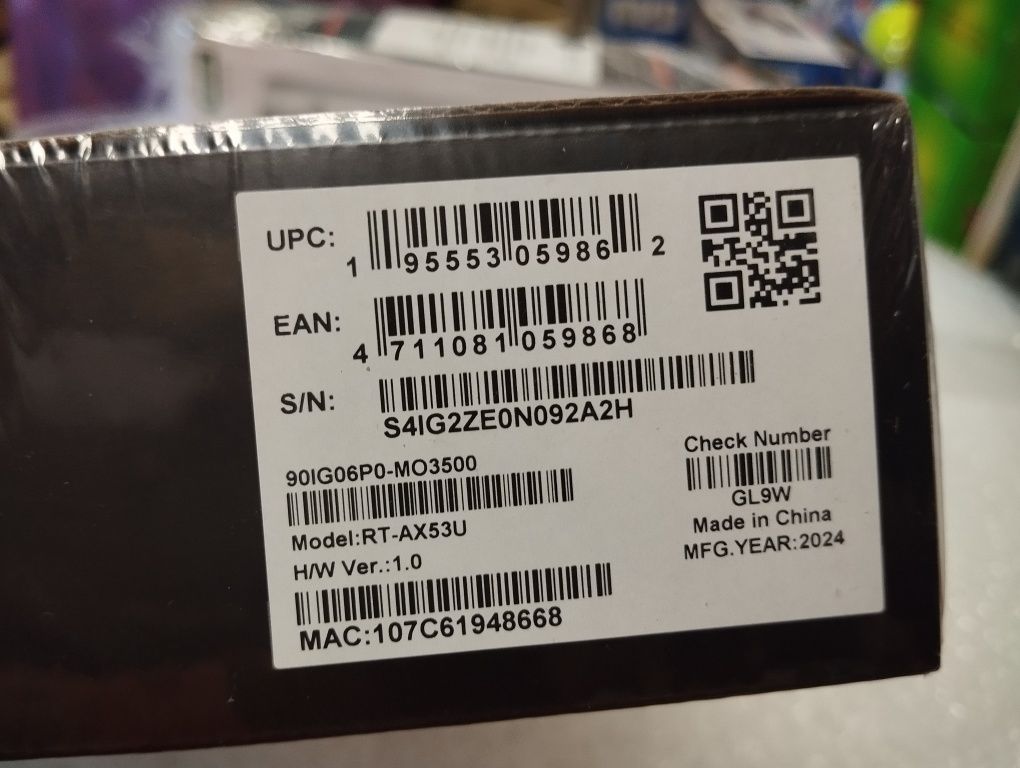 UPC: 1 95553 05986 2
EAN: 4 711081 059868
S/N:
S4IG2ZE0N092A2H
90IG06P0-MO3500
Model:RT-AX53U
H/W Ver.:1.0
MAC:107C61948668
Check Number
GL9W
Made in China
MFG.YEAR:2024